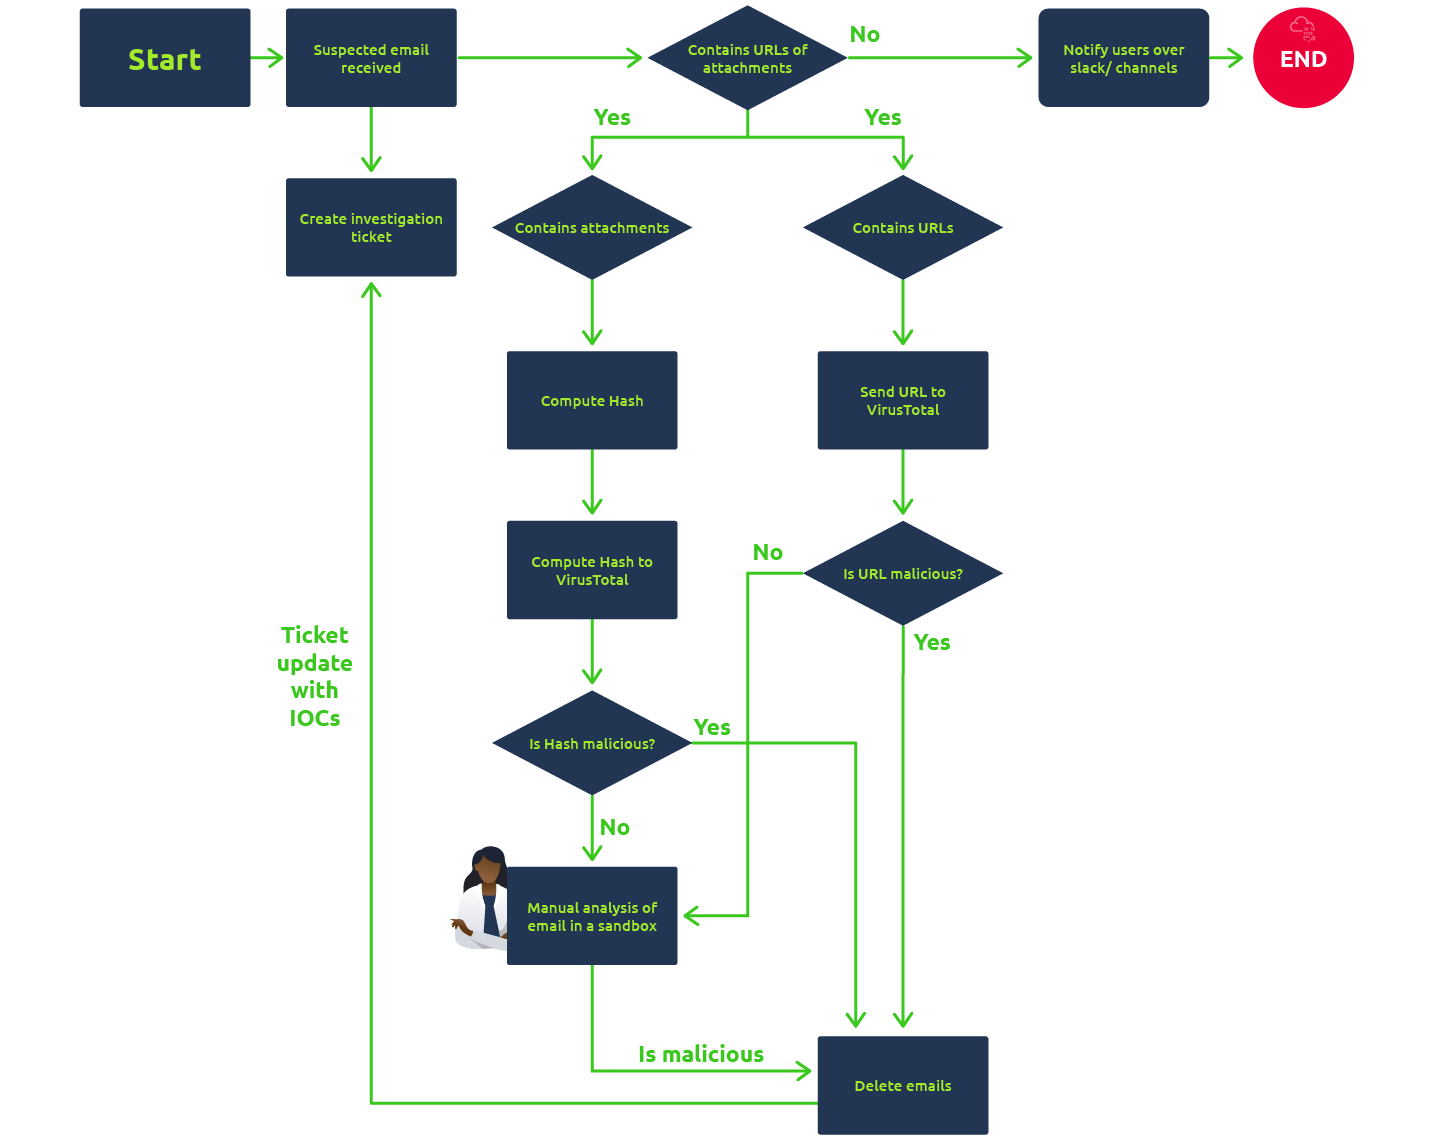 Start
Suspected email
received
Contains URLs of
attachments
No
Notify users over
slack/ channels
END
Yes
Yes
Create investigation
ticket
Contains attachments
Contains URLs
Compute Hash
Send URL to
VirusTotal
Compute Hash to
VirusTotal
No
Is URL malicious?
Yes
Ticket
update
with
IOCs
Is Hash malicious?
Yes
No
Manual analysis of
email in a sandbox
Is malicious
Delete emails